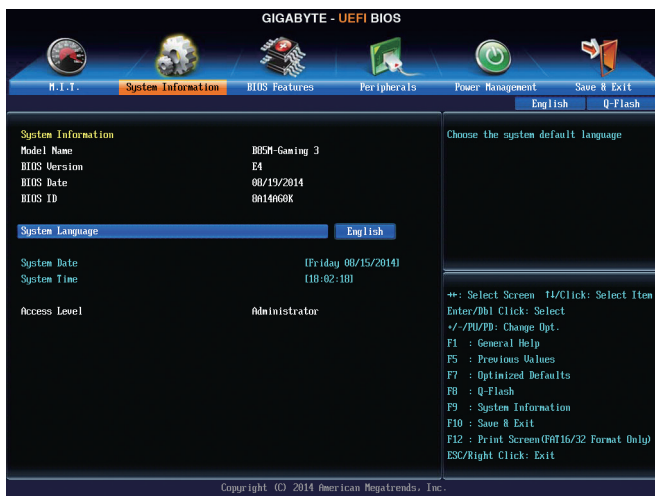 GIGABYTE - UEFI BIOS
M.I.T. System Information BIOS Features Peripherals Power Management Save & Exit
English Q-Flash
System Information
Model Name B85M-Gaming 3
BIOS Version E4
BIOS Date 08/19/2014
BIOS ID 8A14AG0K
System Language English
System Date [Friday 08/15/2014]
System Time [18:02:18]
Access Level Administrator
Choose the system default language
→←: Select Screen ↑↓/Click: Select Item
Enter/Dbl Click: Select
+/-/PU/PD: Change Opt.
F1 : General Help
F5 : Previous Values
F7 : Optimized Defaults
F8 : Q-Flash
F9 : System Information
F10 : Save & Exit
F12 : Print Screen(FAT16/32 Format Only)
ESC/Right Click: Exit
Copyright (C) 2014 American Megatrends, Inc.